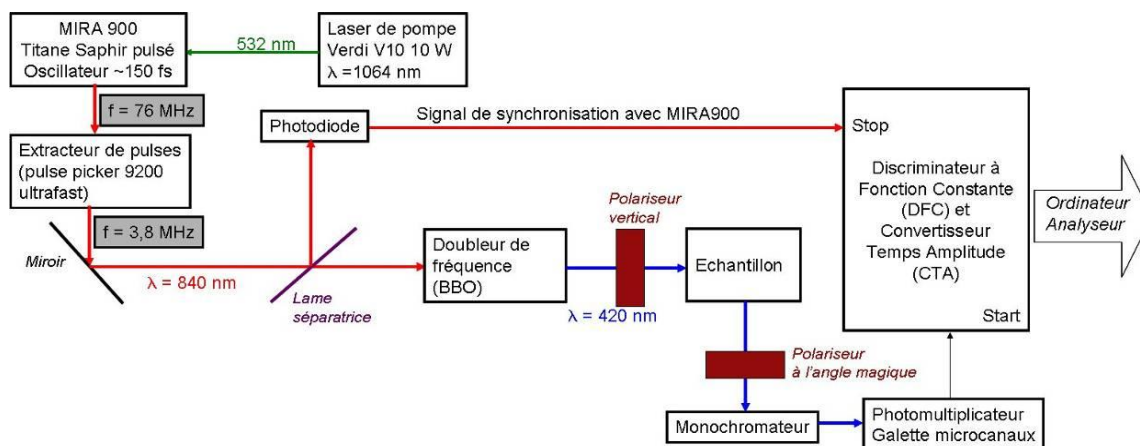 MIRA 900
Titane Saphir pulsé
Oscillateur ~150 fs
532 nm
Laser de pompe
Verdi V10 10 W
λ =1064 nm
f = 76 MHz
Extracteur de pulses
(pulse picker 9200
ultrafast)
f = 3,8 MHz
Miroir
λ = 840 nm
Photodiode
Signal de synchronisation avec MIRA900
Lame
séparatrice
Doubleur de
fréquence
(BBO)
λ = 420 nm
Polariseur
vertical
Echantillon
Polariseur
à l'angle magique
Monochromateur
Photomultiplicateur
Galette microcanaux
Stop
Discriminateur à
Fonction Constante
(DFC) et
Convertisseur
Temps Amplitude
(CTA)
Start
Ordinateur
Analyseur